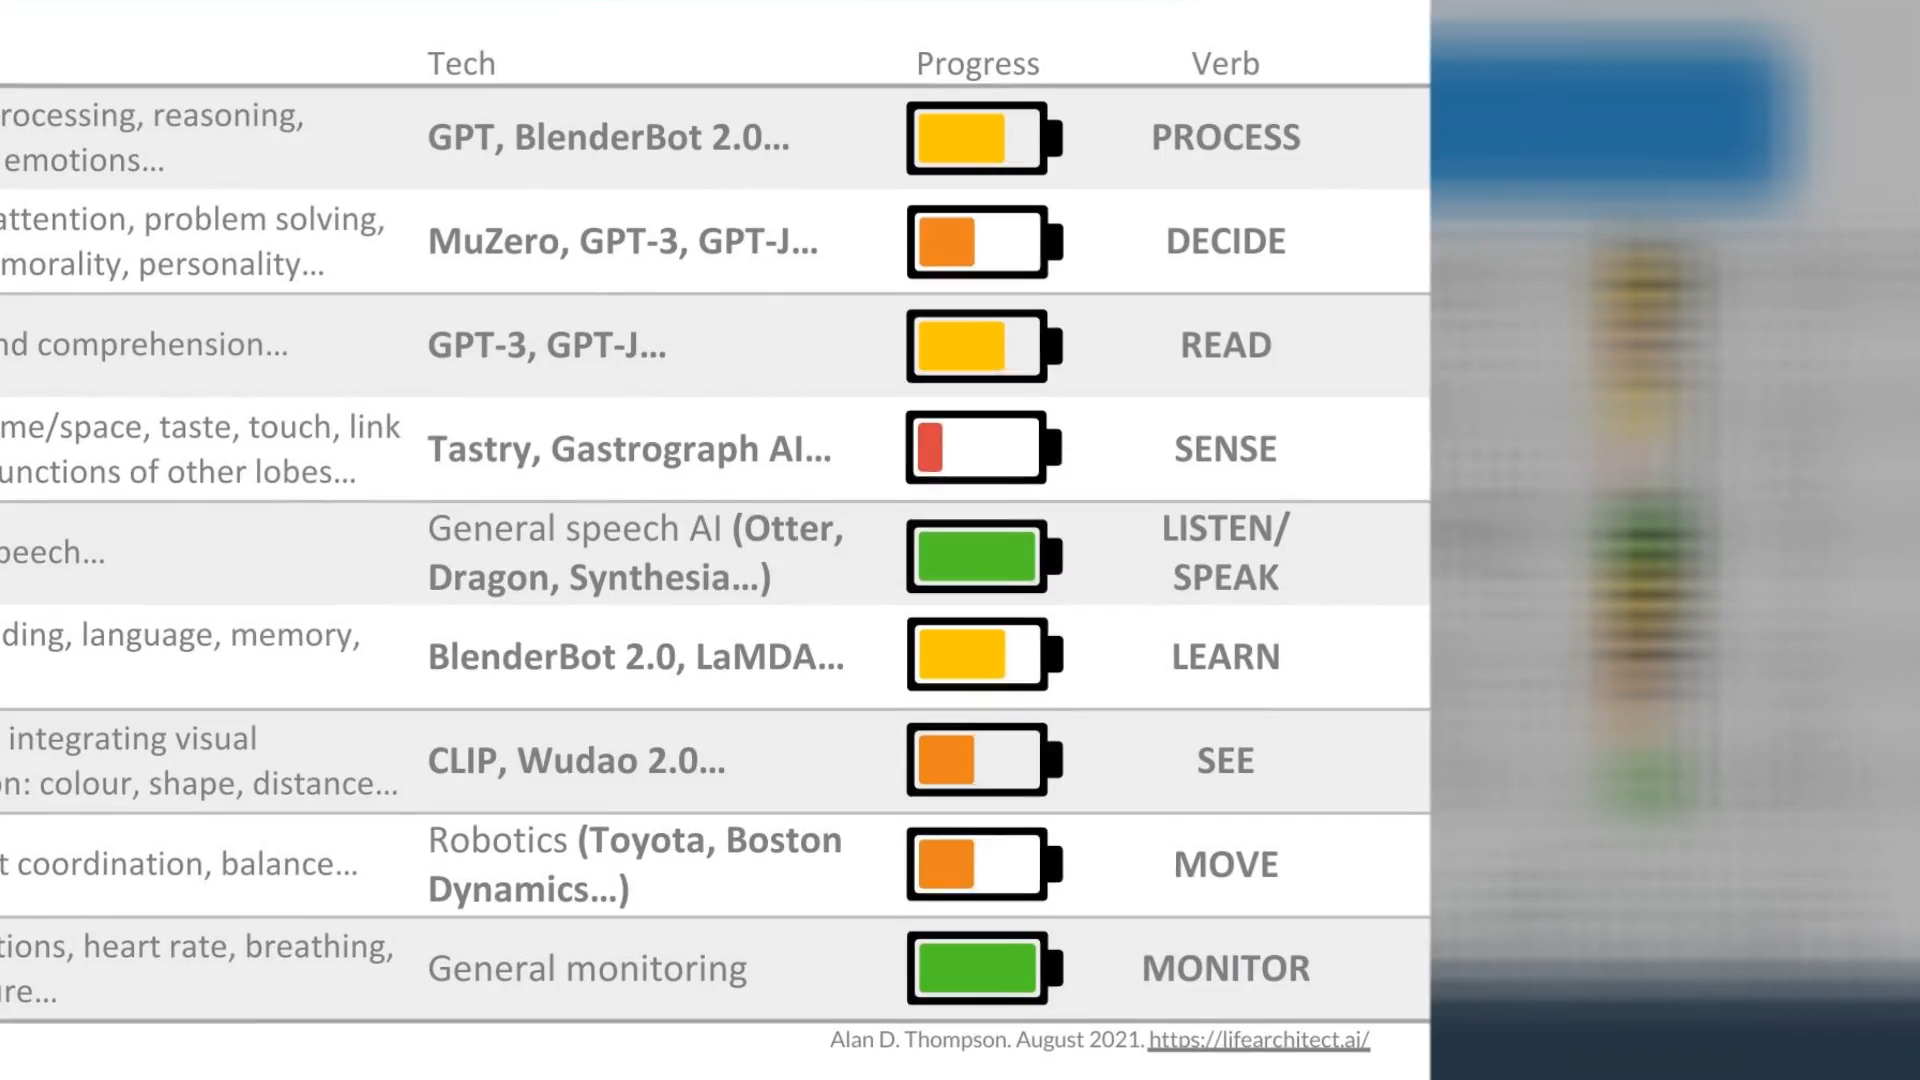 Tech Progress Verb
rocessing, reasoning,
emotions...
GPT, BlenderBot 2.0... PROCESS
attention, problem solving,
morality, personality...
MuZero, GPT-3, GPT-J... DECIDE
nd comprehension... GPT-3, GPT-J... READ
me/space, taste, touch, link
unctions of other lobes...
Tastry, Gastrograph AI... SENSE
peech...
General speech AI (Otter,
Dragon, Synthesia...)
LISTEN/
SPEAK
ding, language, memory,
BlenderBot 2.0, LaMDA... LEARN
integrating visual
n: colour, shape, distance...
CLIP, Wudao 2.0... SEE
t coordination, balance...
Robotics (Toyota, Boston
Dynamics...)
MOVE
tions, heart rate, breathing,
ure...
General monitoring MONITOR
Alan D. Thompson. August 2021. https://lifearchitect.ai/